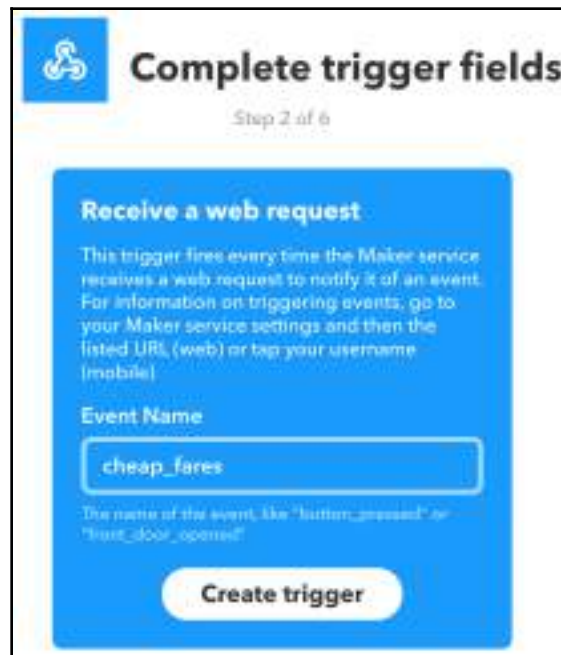 Complete trigger fields
Step 2 of 6
Receive a web request
This trigger fires every time the Maker service
receives a web request to notify it of an event.
For information on triggering events, go to
your Maker service settings and then the
listed URL (web) or tap your username
(mobile)
Event Name
cheap_fares
The name of the event, like "button_pressed" or
"front_door_opened"
Create trigger